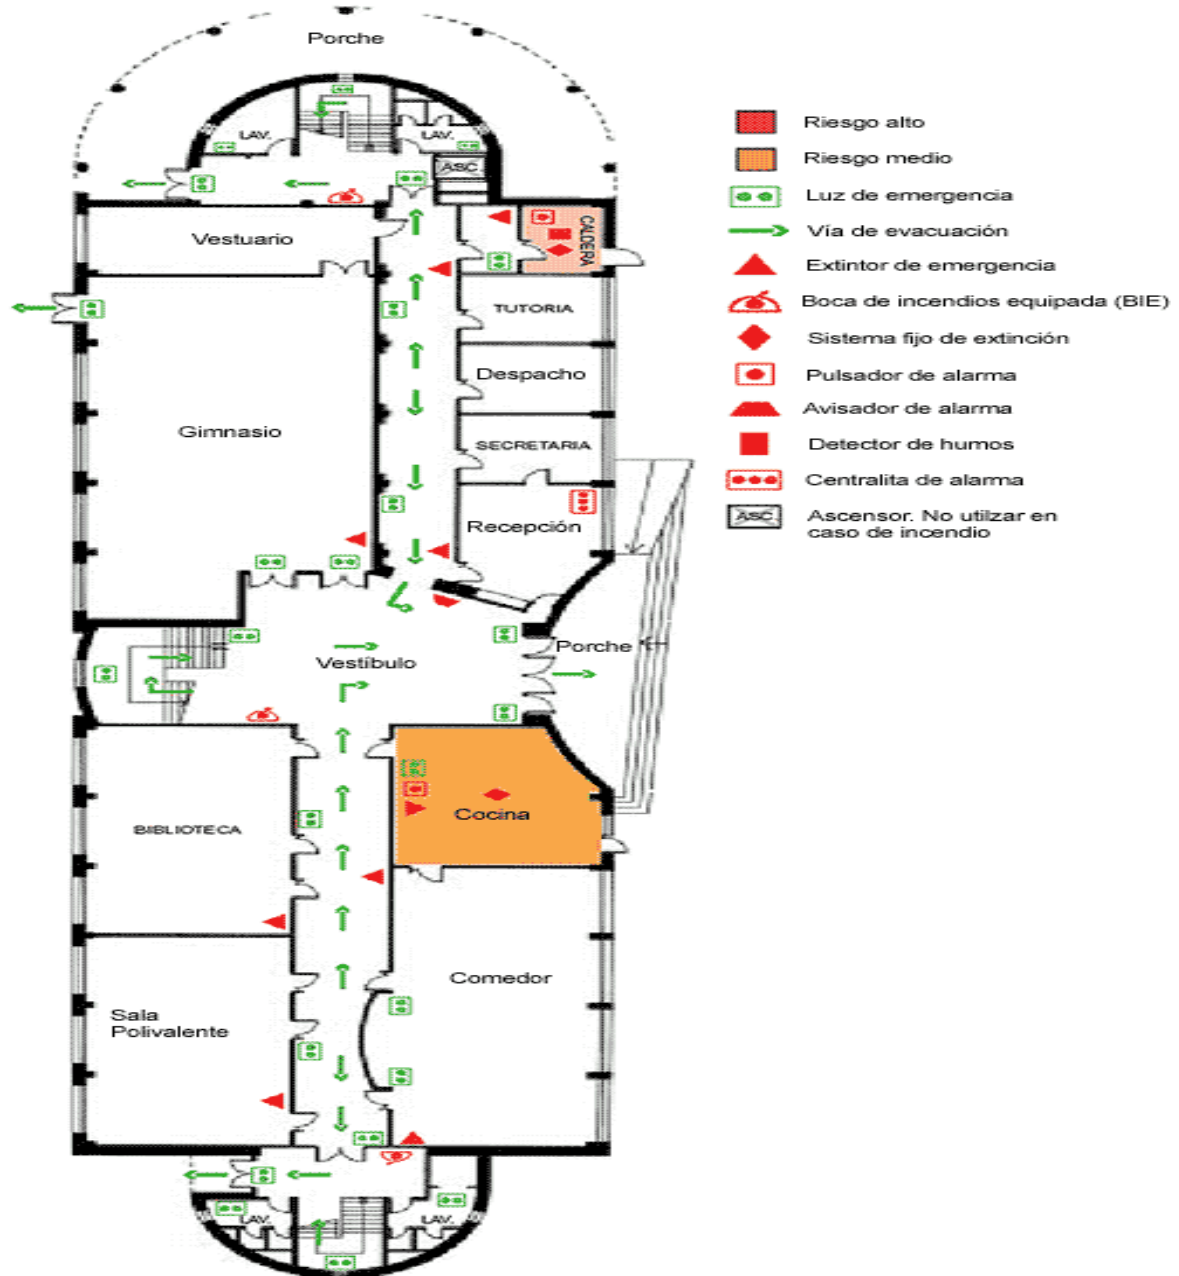 Porche
LAV.
LAV.
ASC
Vestuario
CALDERA
TUTORIA
Despacho
Gimnasio
SECRETARIA
Recepción
Porche
Vestíbulo
Cocina
BIBLIOTECA
Comedor
Sala
Polivalente
LAV.
LAV.
Riesgo alto
Riesgo medio
Luz de emergencia
Vía de evacuación
Extintor de emergencia
Boca de incendios equipada (BIE)
Sistema fijo de extinción
Pulsador de alarma
Avisador de alarma
Detector de humos
Centralita de alarma
ASC
Ascensor. No utilzar en
caso de incendio